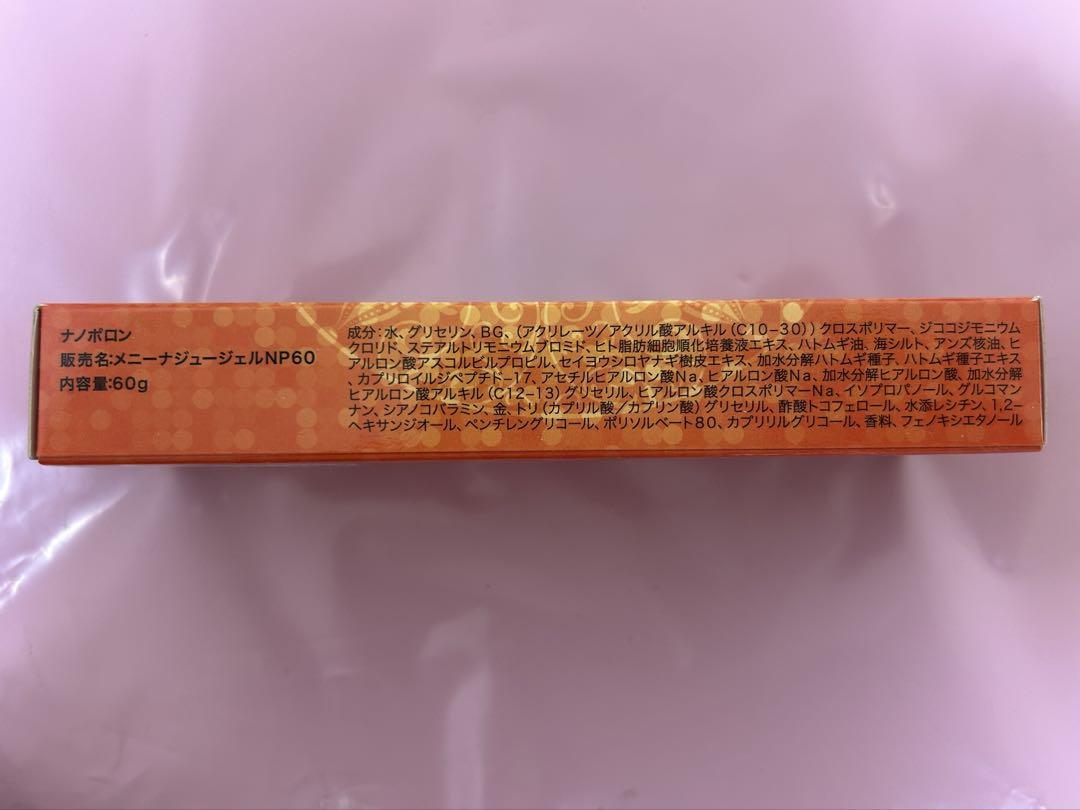 ナノポロン
販売名:メニーナジュージェルNP60
内容量:60g
成分:水、グリセリン、BG、(アクリレーツ/アクリル酸アルキル(C10-30))クロスポリマー、ジココジモニウム
クロリド、ステアルトリモニウムブロミド、ヒト脂肪細胞順化培養液エキス、ハトムギ油、海シルト、アンズ核油、ヒ
アルロン酸アスコルビルプロピル、セイヨウシロヤナギ樹皮エキス、加水分解ハトムギ種子、ハトムギ種子エキス
、カプリロイルジペプチド-17、アセチルヒアルロン酸Na、ヒアルロン酸Na、加水分解ヒアルロン酸、加水分解
ヒアルロン酸アルキル(C12-13)グリセリル、ヒアルロン酸クロスポリマーNa、イソプロパノール、グルコマン
ナン、シアノコバラミン、金、トリ(カプリル酸/カプリン酸)グリセリル、酢酸トコフェロール、水添レシチン、1,2-
ヘキサンジオール、ペンチレングリコール、ポリソルベート80、カプリリルグリコール、香料、フェノキシエタノール